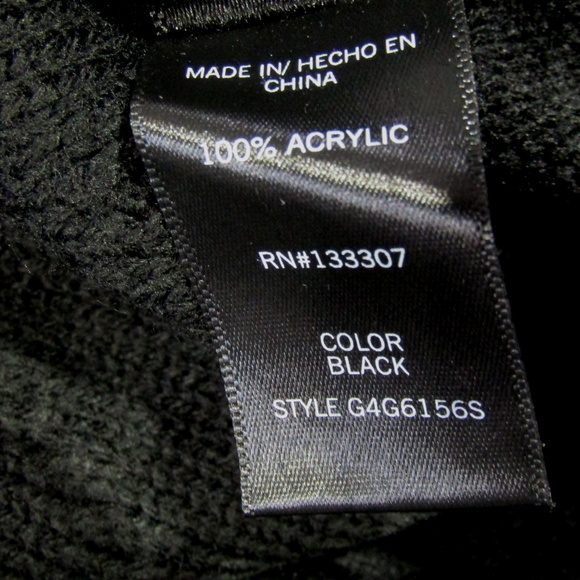 MADE IN/ HECHO EN
CHINA
100% ACRYLIC
RN#133307
COLOR
BLACK
STYLE G4G6156S